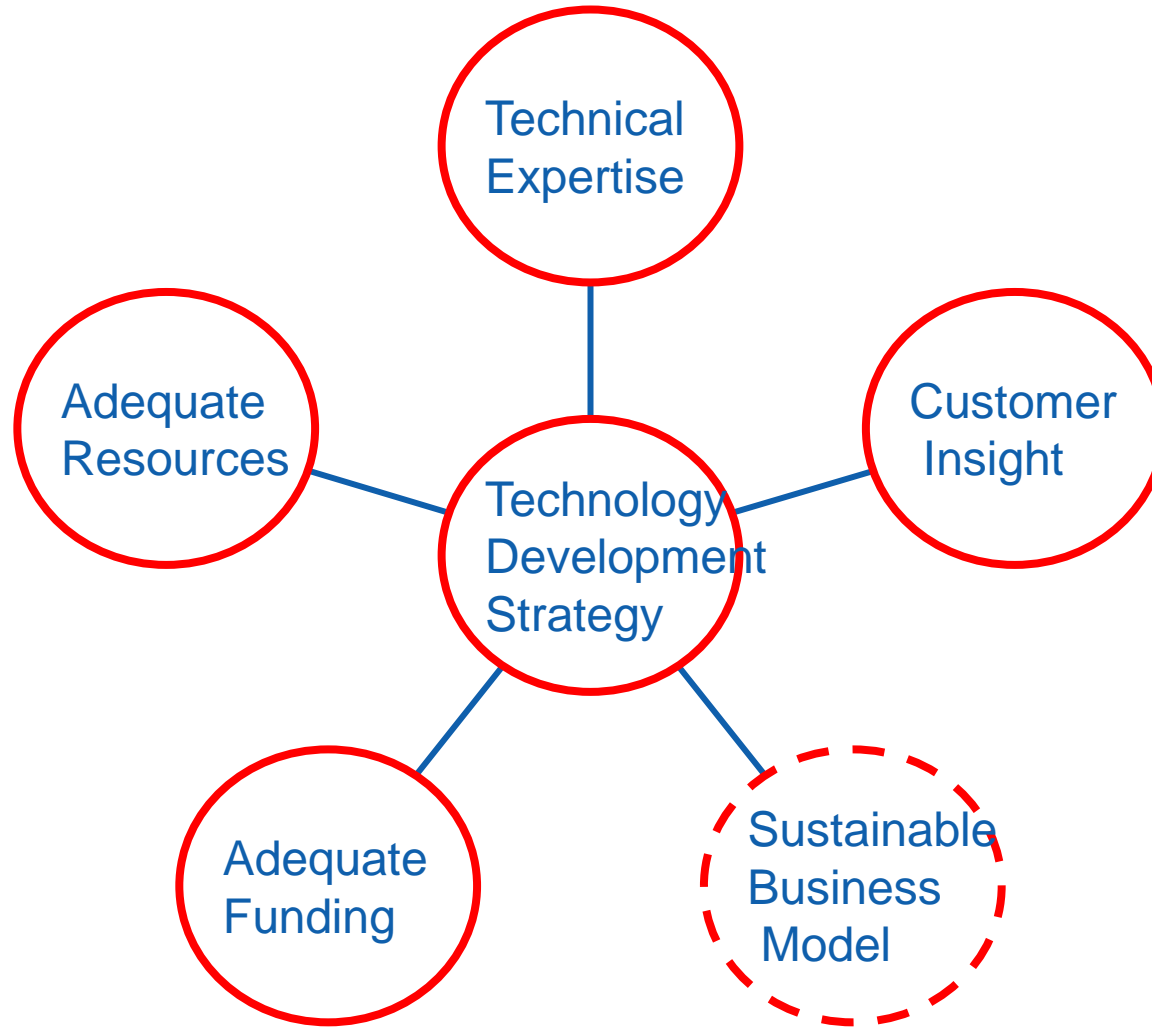 Technical
Expertise
Adequate
Resources
Customer
Insight
Technology
Development
Strategy
Adequate
Funding
Sustainable
Business
Model